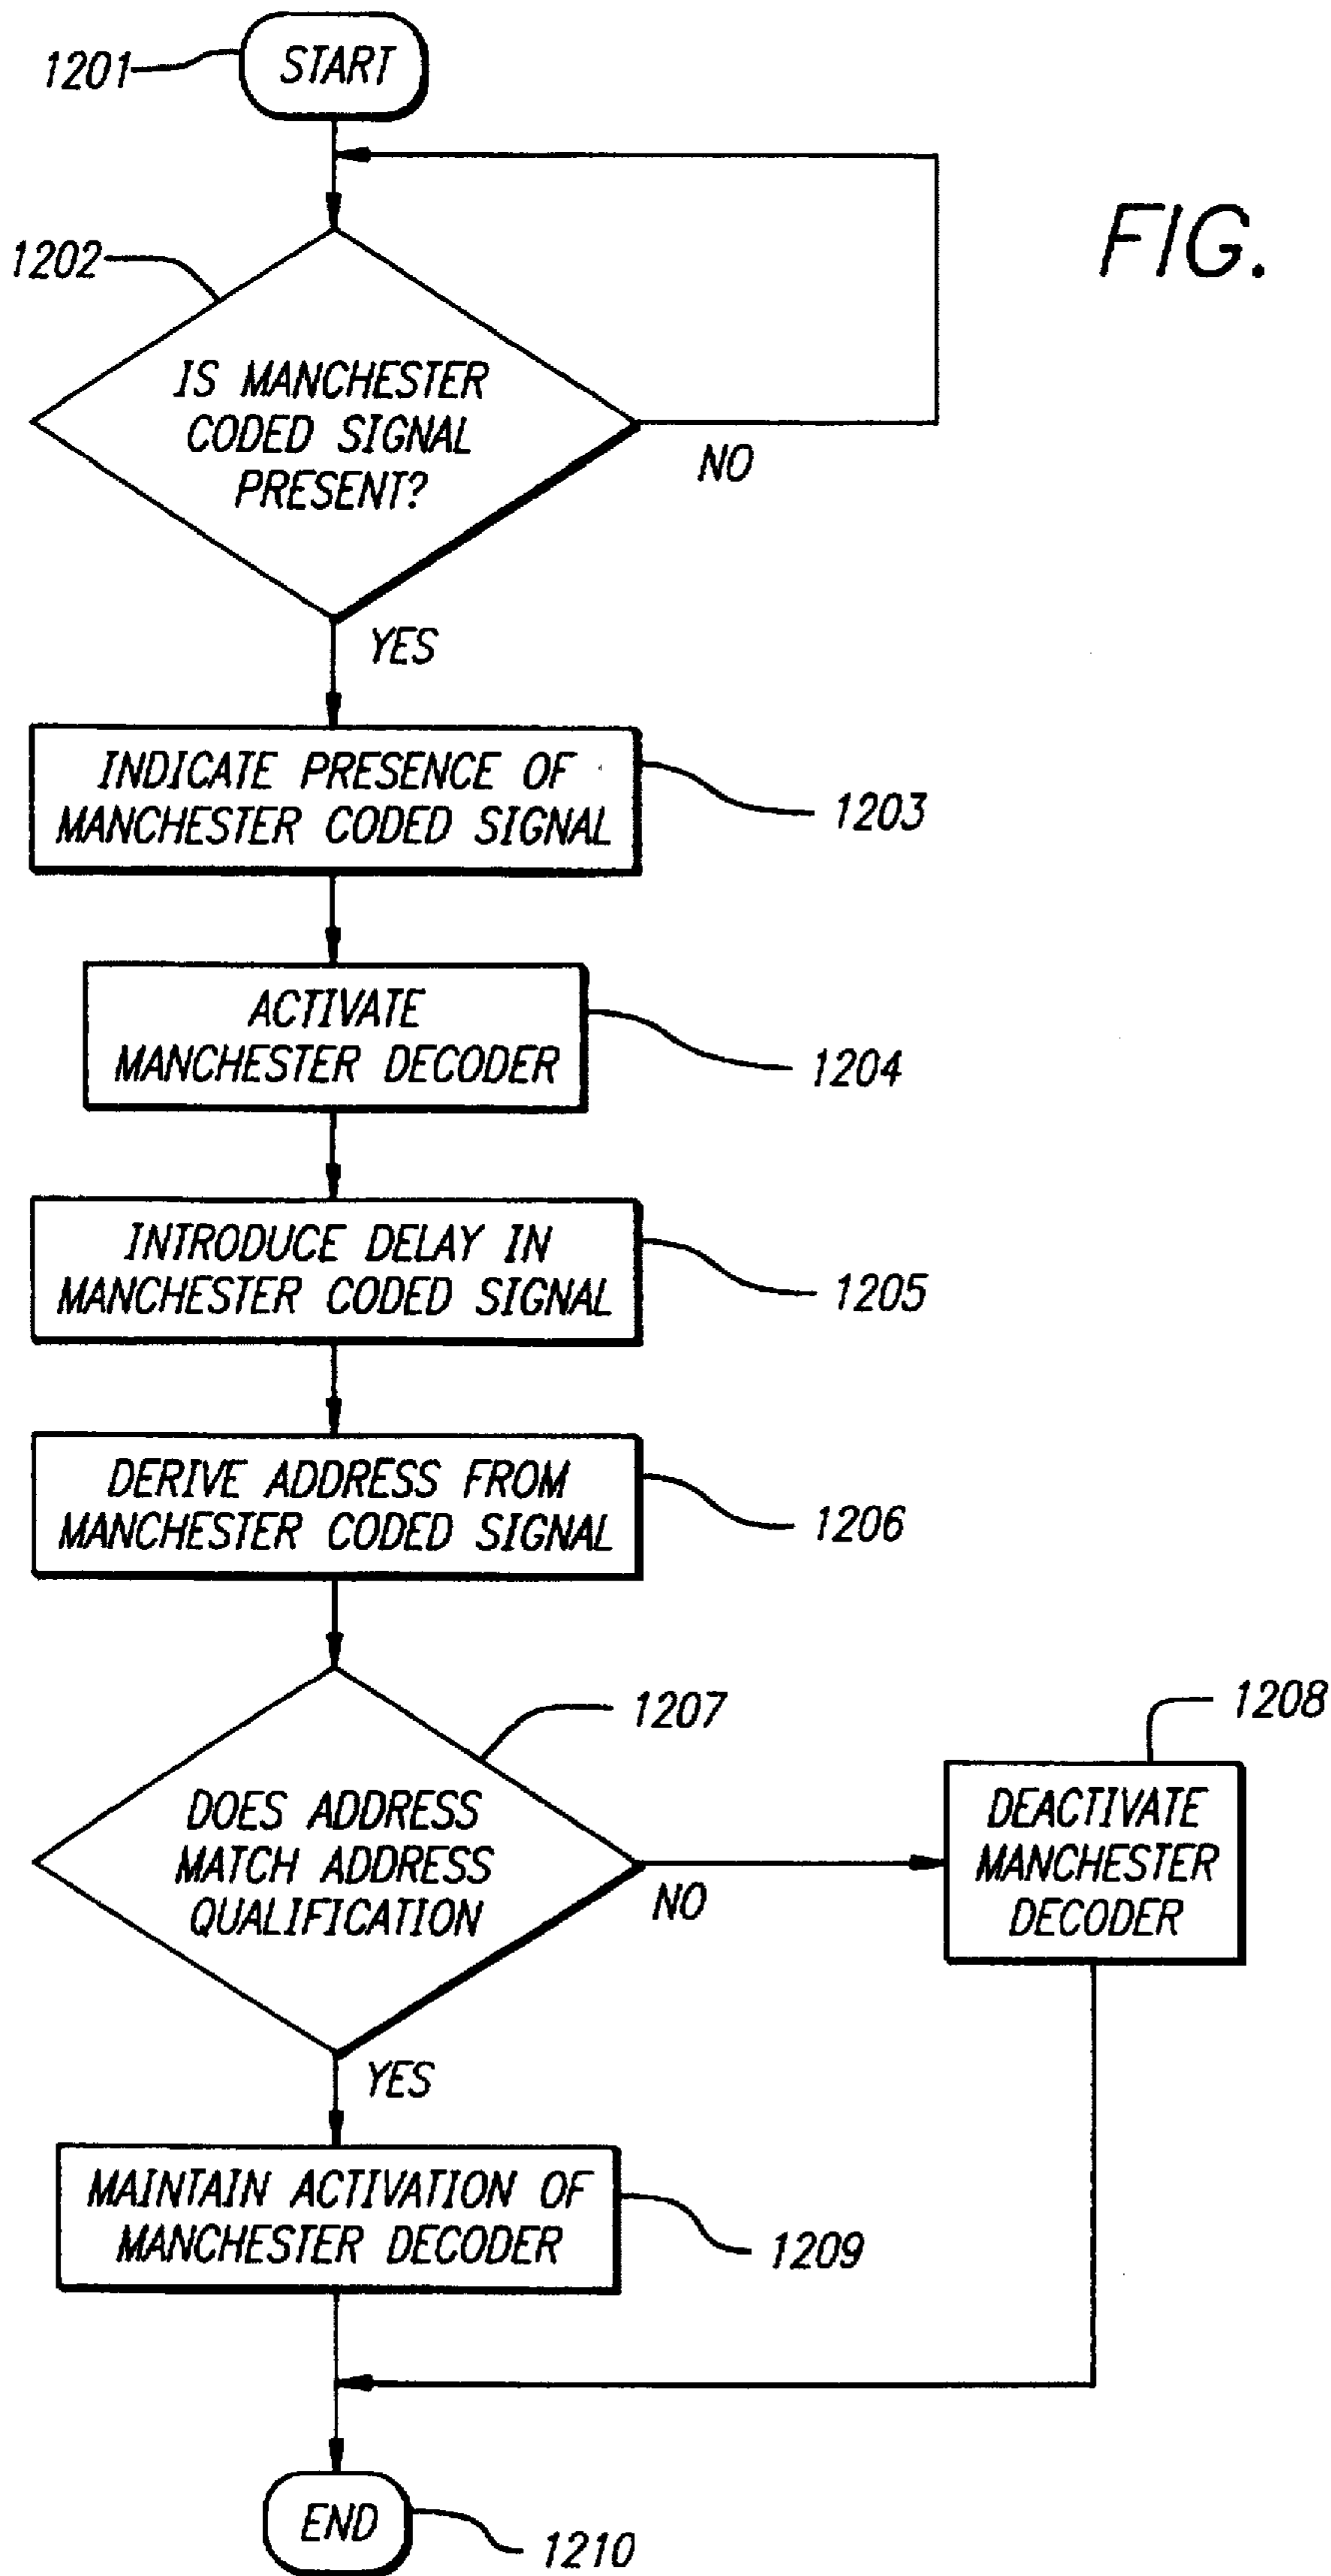 1201
START
FIG.
1202
IS MANCHESTER
CODED SIGNAL
PRESENT?
NO
YES
INDICATE PRESENCE OF
MANCHESTER CODED SIGNAL
1203
ACTIVATE
MANCHESTER DECODER
1204
INTRODUCE DELAY IN
MANCHESTER CODED SIGNAL
1205
DERIVE ADDRESS FROM
MANCHESTER CODED SIGNAL
1206
1207
DOES ADDRESS
MATCH ADDRESS
QUALIFICATION
NO
1208
DEACTIVATE
MANCHESTER
DECODER
YES
MAINTAIN ACTIVATION OF
MANCHESTER DECODER
1209
END
1210